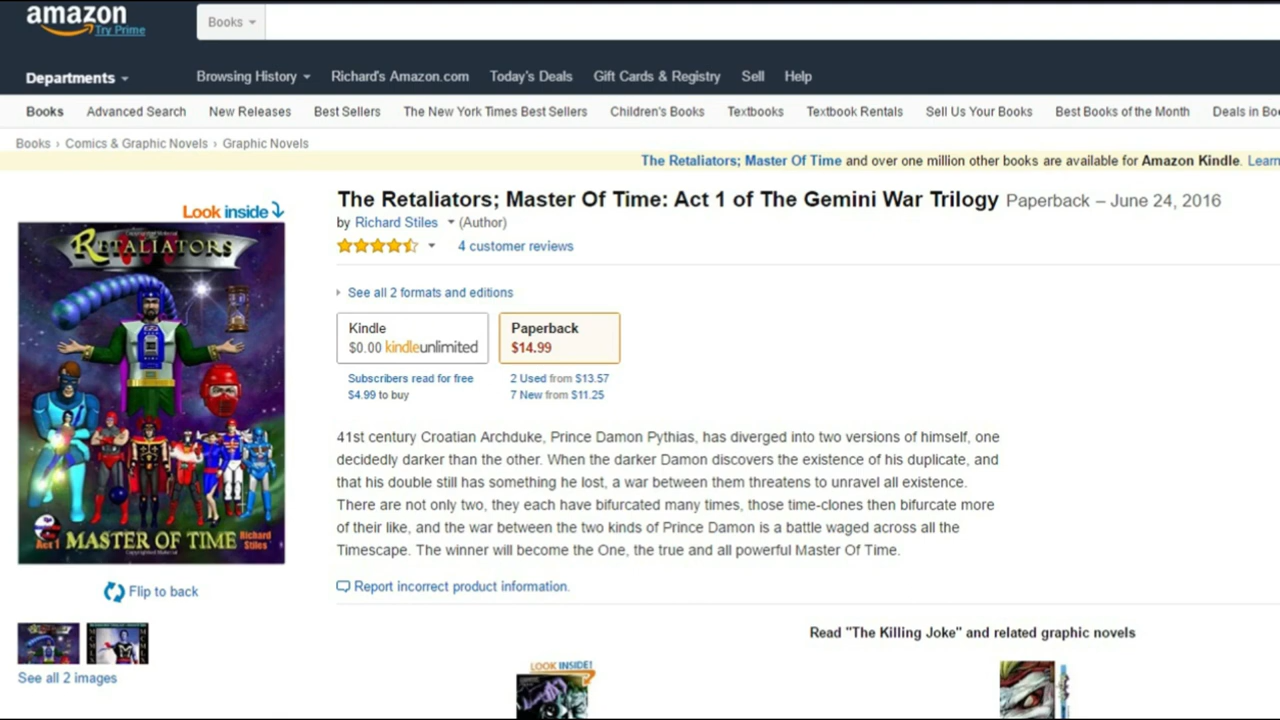 amazon
Try Prime
Books
Departments
Browsing History
Richard's Amazon.com
Today's Deals
Gift Cards & Registry
Sell
Help
Books
Advanced Search
New Releases
Best Sellers
The New York Times Best Sellers
Children's Books
Textbooks
Textbook Rentals
Sell Us Your Books
Best Books of the Month
Deals in Bo
Books › Comics & Graphic Novels › Graphic Novels
The Retaliators; Master Of Time and over one million other books are available for Amazon Kindle. Learn
Look inside
The Retaliators; Master Of Time: Act 1 of The Gemini War Trilogy Paperback – June 24, 2016
by Richard Stiles (Author)
4 customer reviews
See all 2 formats and editions
Kindle
$0.00 kindleunlimited
Paperback
$14.99
Subscribers read for free
$4.99 to buy
2 Used from $13.57
7 New from $11.25
RETALIATORS
Act 1
MASTER OF TIME
Richard
Stiles
41st century Croatian Archduke, Prince Damon Pythias, has diverged into two versions of himself, one
decidedly darker than the other. When the darker Damon discovers the existence of his duplicate, and
that his double still has something he lost, a war between them threatens to unravel all existence.
There are not only two, they each have bifurcated many times, those time-clones then bifurcate more
of their like, and the war between the two kinds of Prince Damon is a battle waged across all the
Timescape. The winner will become the One, the true and all powerful Master Of Time.
Report incorrect product information.
Flip to back
See all 2 images
Read "The Killing Joke" and related graphic novels
LOOK INSIDE!